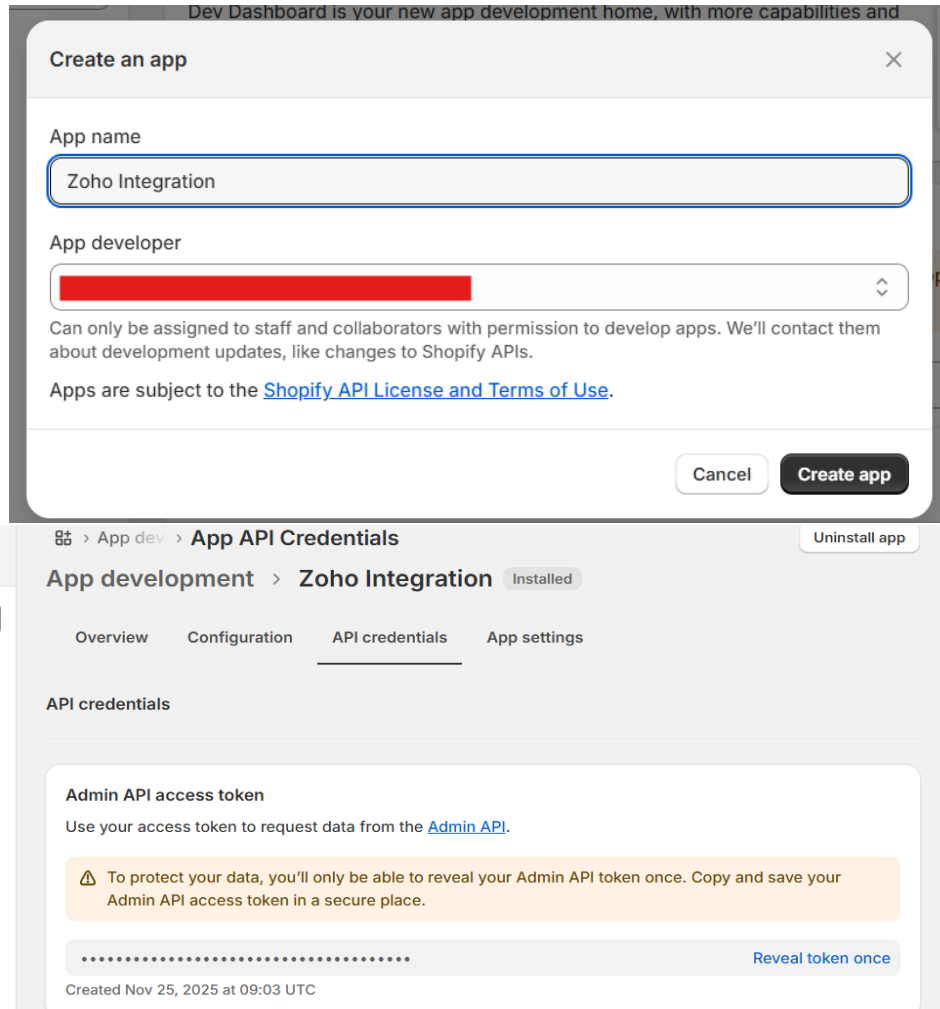 Dev Dashboard is your new app development home, with more capabilities and
Create an app
App name
Zoho Integration
App developer
Can only be assigned to staff and collaborators with permission to develop apps. We'll contact them
about development updates, like changes to Shopify APIs.
Apps are subject to the Shopify API License and Terms of Use.
Cancel
Create app
App dev
App API Credentials
Uninstall app
App development > Zoho Integration
Installed
Overview
Configuration
API credentials
App settings
API credentials
Admin API access token
Use your access token to request data from the Admin API.
To protect your data, you'll only be able to reveal your Admin API token once. Copy and save your
Admin API access token in a secure place.
•••••••••••••••••••••••••••••••••••••
Reveal token once
Created Nov 25, 2025 at 09:03 UTC